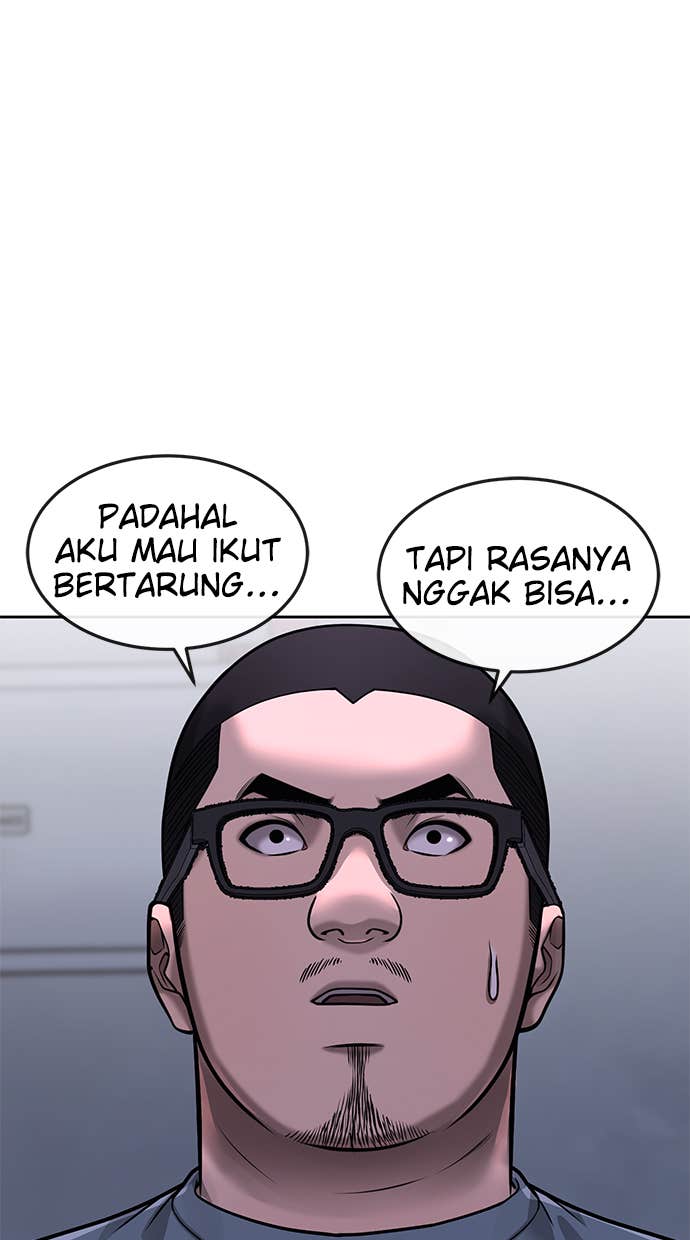 PADAHAL
AKU MAU IKUT
BERTARUNG...
TAPI RASANYA
NGGAK BISA...